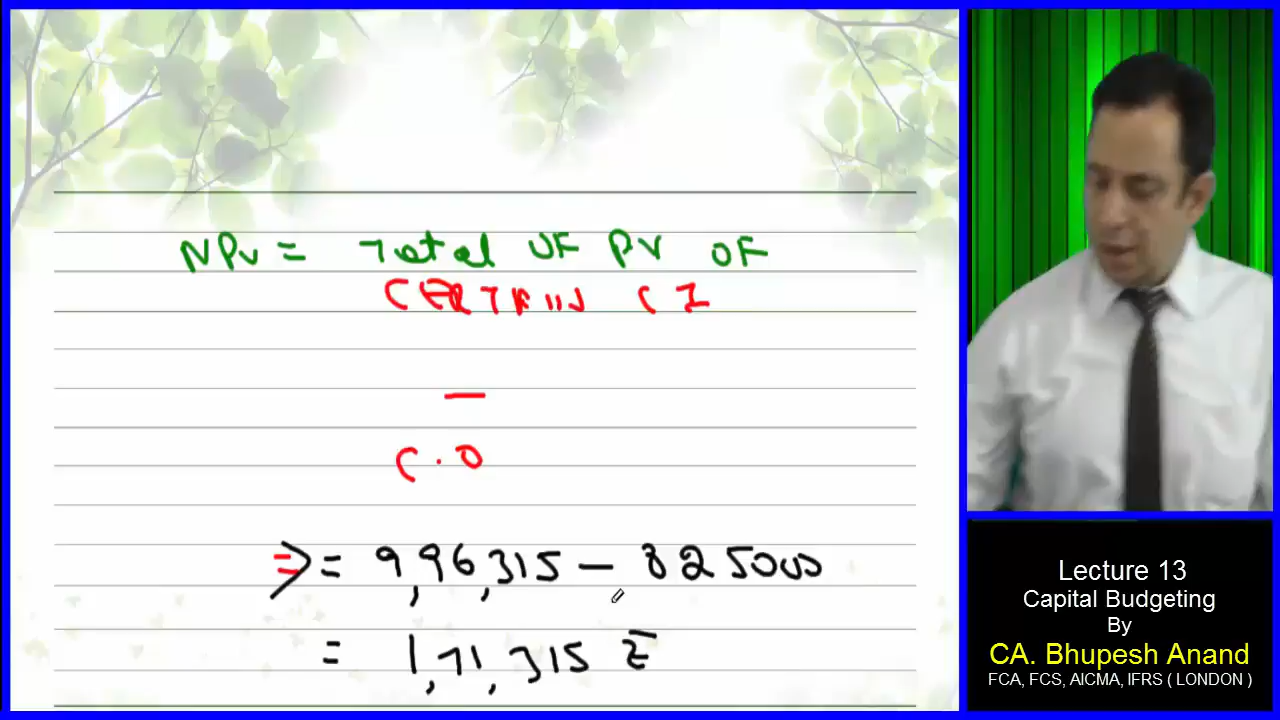 NPV = Total OF PV OF
CERTAIN CI
—
C.O
⇒ = 9,96,315 — 825000
= 1,71,315
Lecture 13
Capital Budgeting
By
CA. Bhupesh Anand
FCA, FCS, AICMA, IFRS ( LONDON )